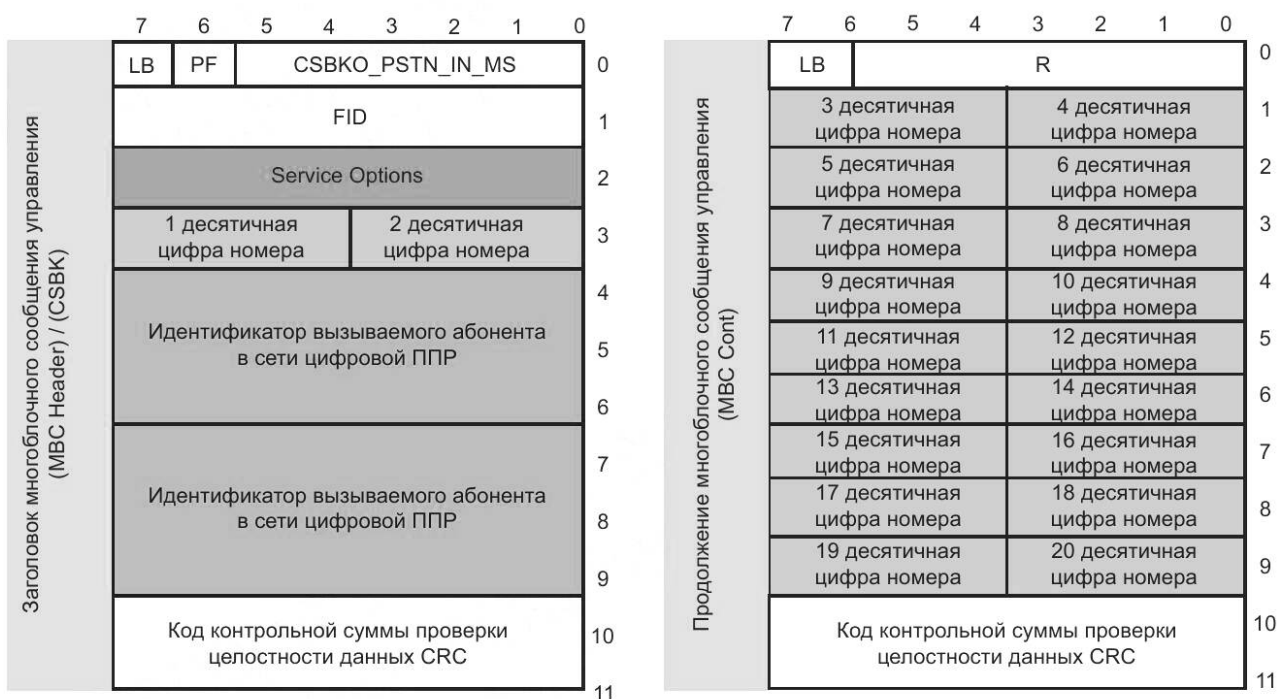 7 6 5 4 3 2 1 0
Заголовок многоблочного сообщения управления
(MBC Header) / (CSBK)
LB PF CSBKO_PSTN_IN_MS 0
FID 1
Service Options 2
1 десятичная 2 десятичная
цифра номера цифра номера 3
4
Идентификатор вызываемого абонента
в сети цифровой ППР
5
6
7
Идентификатор вызываемого абонента
в сети цифровой ППР
8
9
Код контрольной суммы проверки
целостности данных CRC
10
11
7 6 5 4 3 2 1 0
Продолжение многоблочного сообщения управления
(MBC Cont)
LB R 0
3 десятичная 4 десятичная 1
цифра номера цифра номера
5 десятичная 6 десятичная 2
цифра номера цифра номера
7 десятичная 8 десятичная 3
цифра номера цифра номера
9 десятичная 10 десятичная 4
цифра номера цифра номера
11 десятичная 12 десятичная 5
цифра номера цифра номера
13 десятичная 14 десятичная 6
цифра номера цифра номера
15 десятичная 16 десятичная 7
цифра номера цифра номера
17 десятичная 18 десятичная 8
цифра номера цифра номера
19 десятичная 20 десятичная 9
цифра номера цифра номера
Код контрольной суммы проверки 10
целостности данных CRC
11